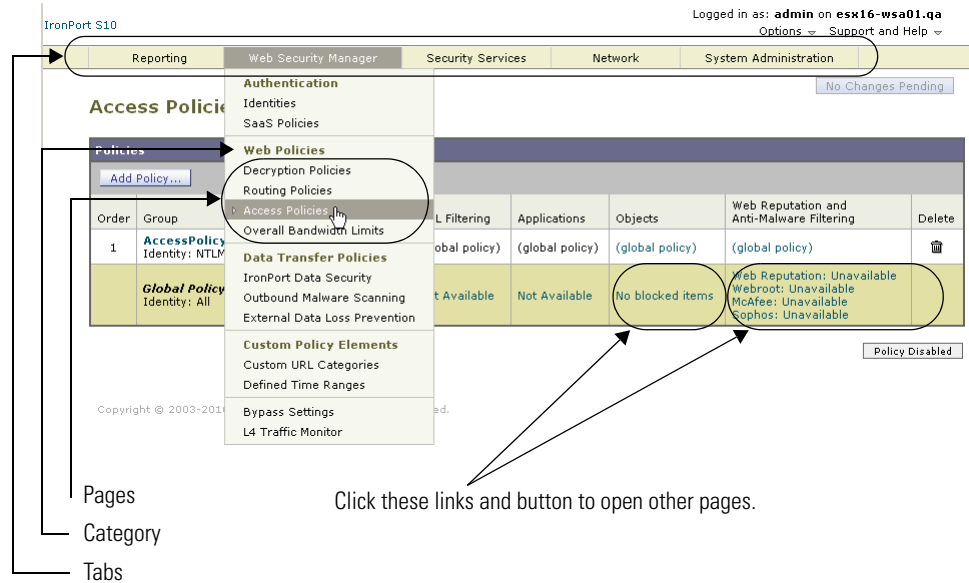 Logged in as: admin on esx16-wsa01.qa
IronPort S10
Options Support and Help
Reporting Web Security Manager Security Services Network System Administration
No Changes Pending
Access Policie
Authentication
Identities
SaaS Policies
Policies
Web Policies
Add Policy...
Decryption Policies
Routing Policies
Access Policies
Overall Bandwidth Limits
Order Group L Filtering Applications Objects Web Reputation and
Anti-Malware Filtering Delete
1 AccessPolicy
Identity: NTLM
obal policy) (global policy) (global policy) (global policy)
Data Transfer Policies
IronPort Data Security
Outbound Malware Scanning
External Data Loss Prevention
Global Policy
Identity: All
t Available Not Available No blocked items
Web Reputation: Unavailable
Webroot: Unavailable
McAfee: Unavailable
Sophos: Unavailable
Custom Policy Elements
Custom URL Categories
Defined Time Ranges
Policy Disabled
Bypass Settings
L4 Traffic Monitor
Copyright © 2003-201 ed.
Pages
Click these links and button to open other pages.
Category
Tabs